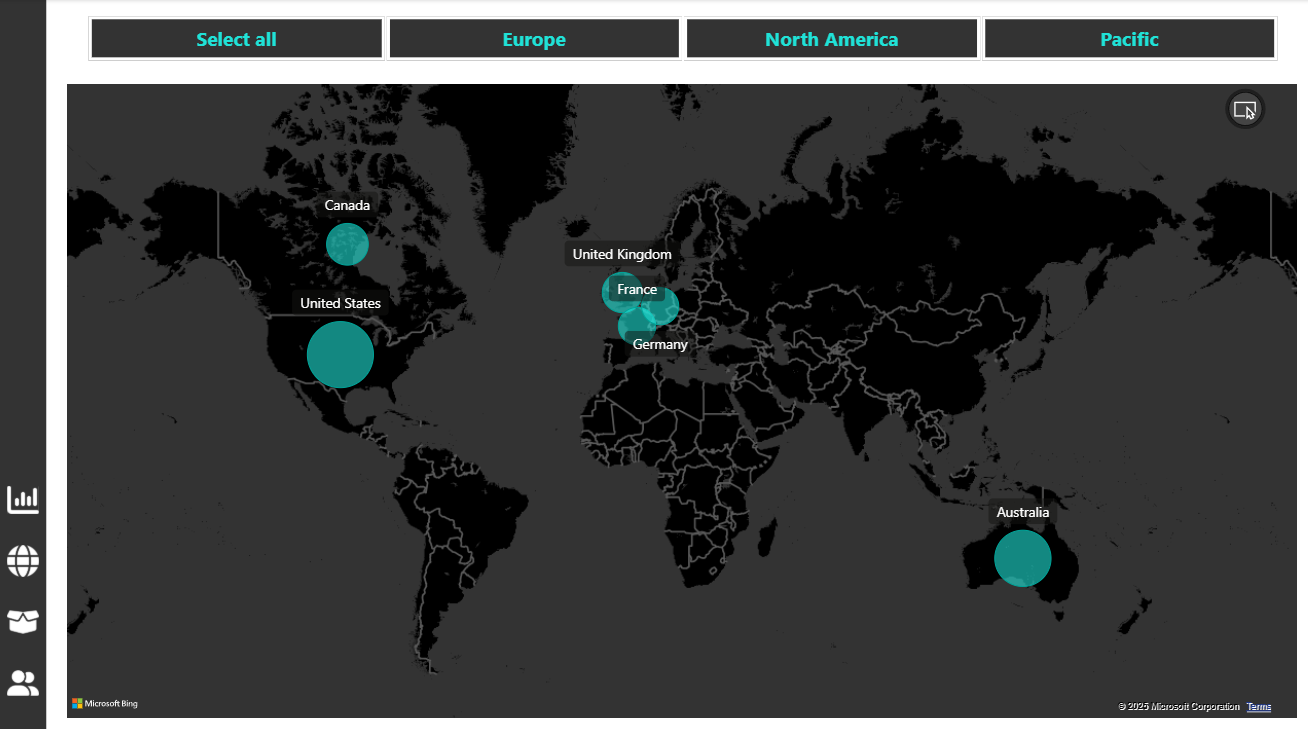 Select all
Europe
North America
Pacific
Canada
United Kingdom
France
United States
Germany
Australia
Microsoft Bing
© 2025 Microsoft Corporation Terms